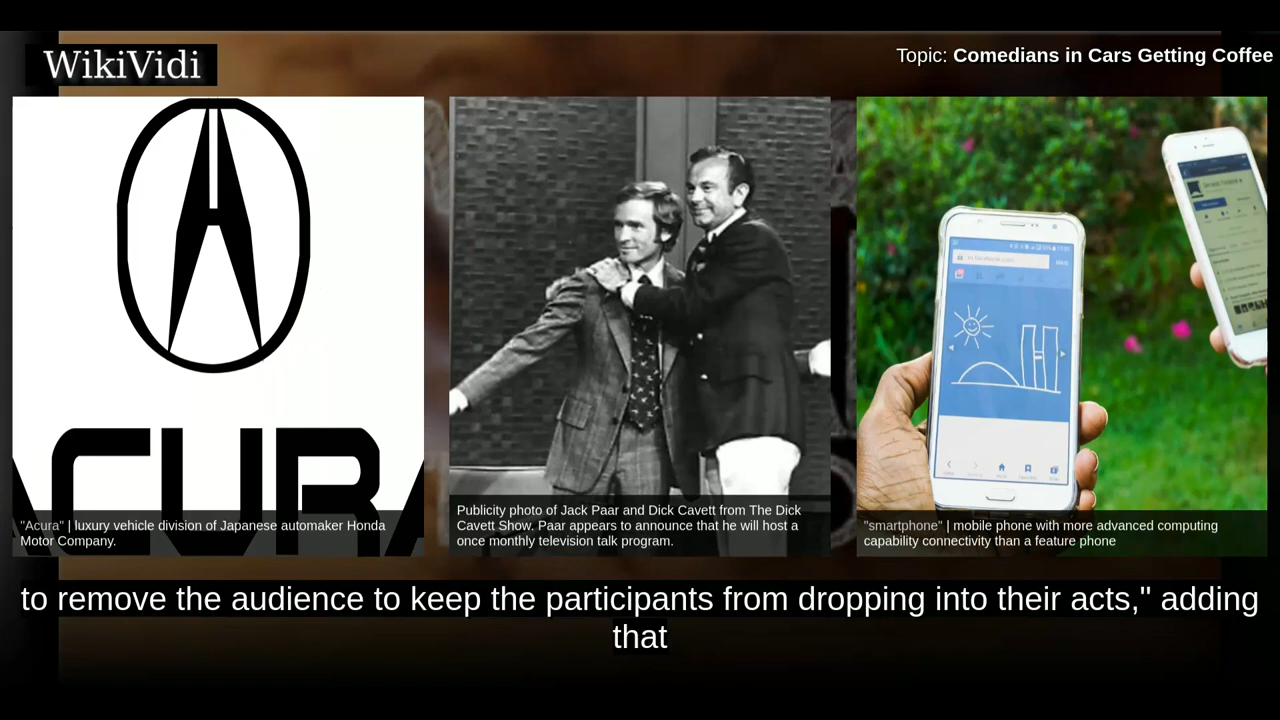 WikiVidi
Topic: Comedians in Cars Getting Coffee
ACURA
"Acura" | luxury vehicle division of Japanese automaker Honda
Motor Company.
Publicity photo of Jack Paar and Dick Cavett from The Dick
Cavett Show. Paar appears to announce that he will host a
once monthly television talk program.
"smartphone" | mobile phone with more advanced computing
capability connectivity than a feature phone
to remove the audience to keep the participants from dropping into their acts," adding
that